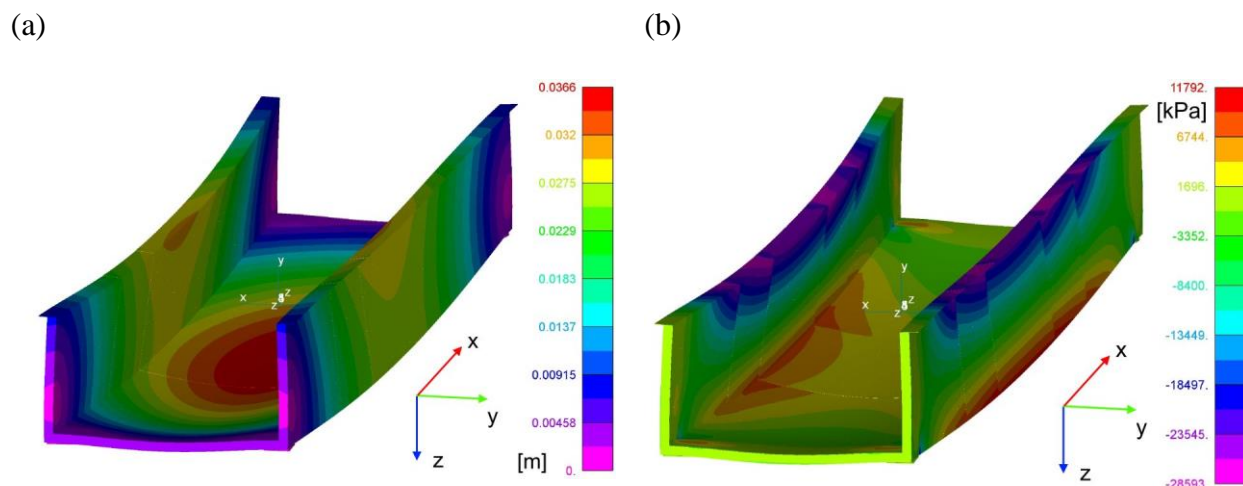 (a)
(b)
0.0366
0.032
0.0275
0.0229
0.0183
0.0137
0.00915
0.00458
0.
[m]
y
x
z
z
x
y
z
11792.
[kPa]
6744.
1696.
-3352.
-8400.
-13449.
-18497.
-23545.
-28593.
y
x
z
z
x
y
z